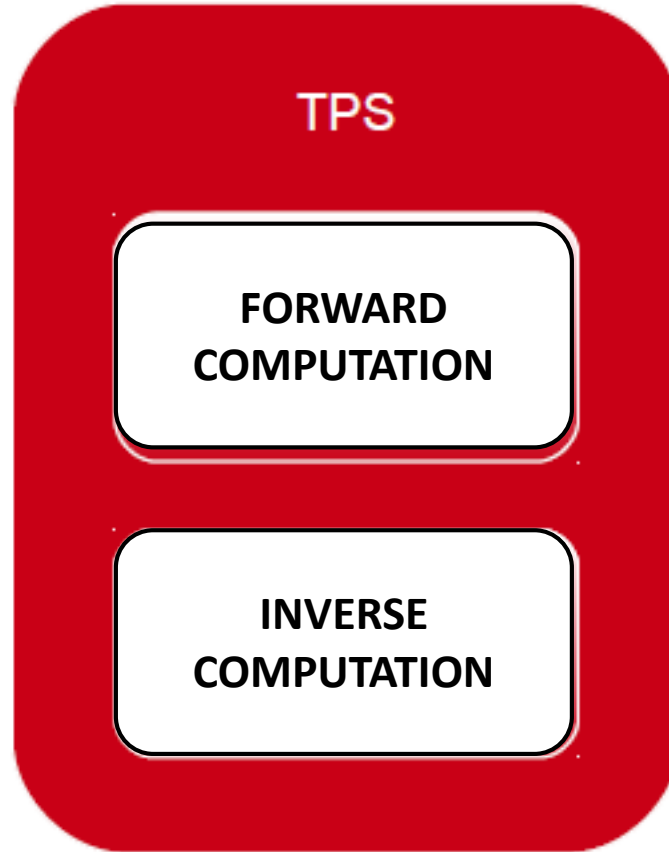 TPS
FORWARD
COMPUTATION
INVERSE
COMPUTATION